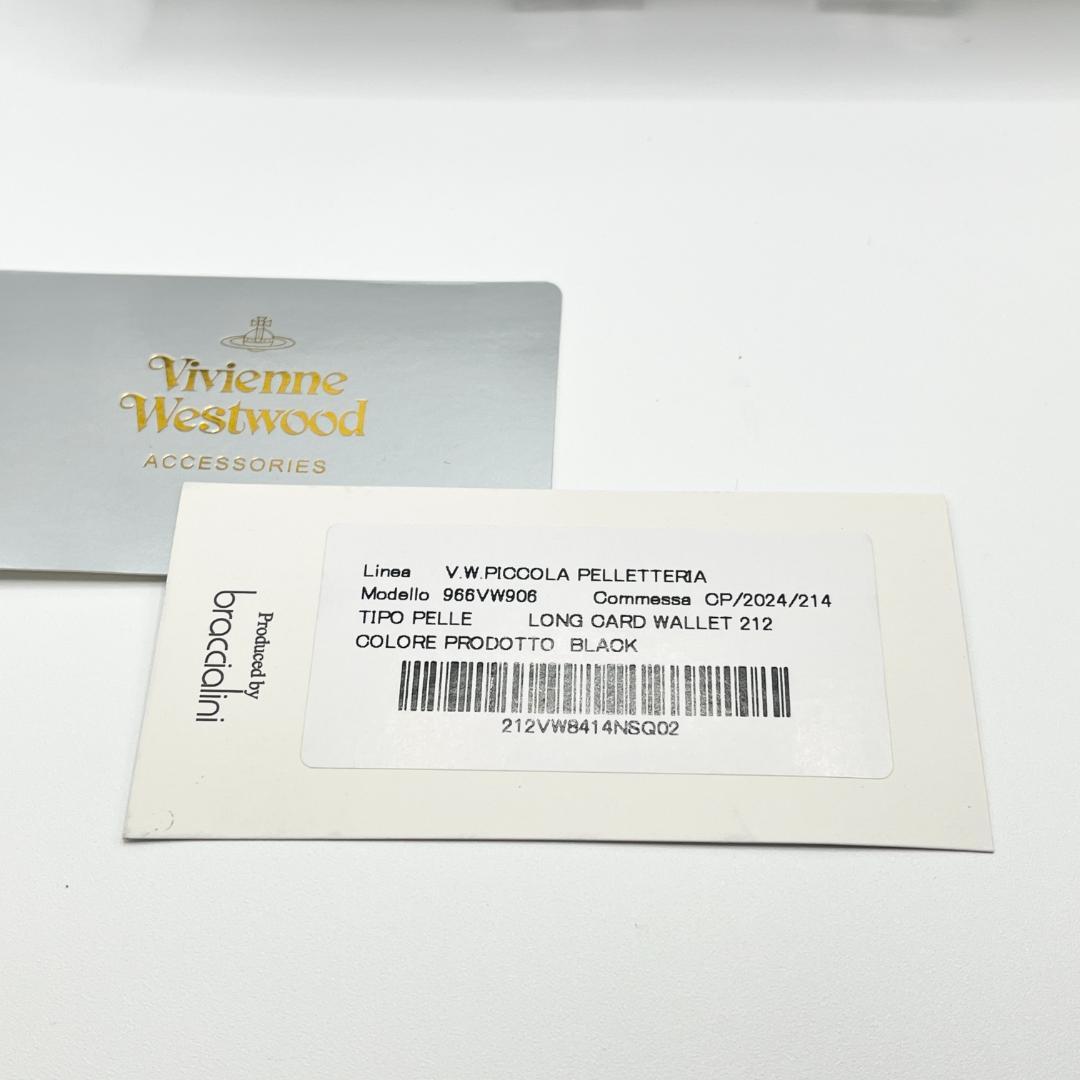 Vivienne
Westwood
ACCESSORIES
Produced by
braccialini
Linea V.W.PICCOLA PELLETTERIA
Modello 966VW906 Commessa CP/2024/214
TIPO PELLE LONG CARD WALLET 212
COLORE PRODOTTO BLACK
212VW8414NSQ02